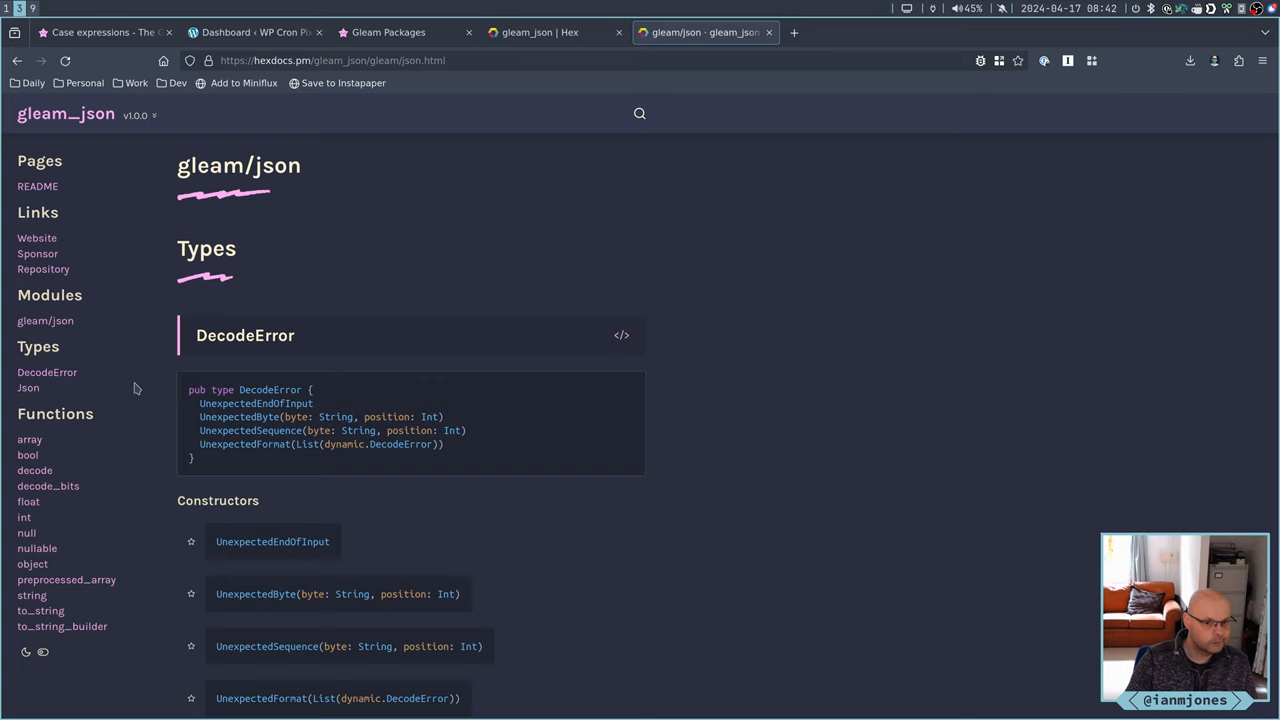 1 3 9
45% 2024-04-17 08:42
Case expressions - The G
Dashboard ‹ WP Cron Pix
Gleam Packages
gleam_json | Hex
gleam/json · gleam_json
https://hexdocs.pm/gleam_json/gleam/json.html
Daily Personal Work Dev Add to Miniflux Save to Instapaper
gleam_json v1.0.0
Pages
README
Links
Website
Sponsor
Repository
Modules
gleam/json
Types
DecodeError
Json
Functions
array
bool
decode
decode_bits
float
int
null
nullable
object
preprocessed_array
string
to_string
to_string_builder
gleam/json
Types
DecodeError </>
pub type DecodeError {
UnexpectedEndOfInput
UnexpectedByte(byte: String, position: Int)
UnexpectedSequence(byte: String, position: Int)
UnexpectedFormat(List(dynamic.DecodeError))
}
Constructors
UnexpectedEndOfInput
UnexpectedByte(byte: String, position: Int)
UnexpectedSequence(byte: String, position: Int)
UnexpectedFormat(List(dynamic.DecodeError))
@ianmjones